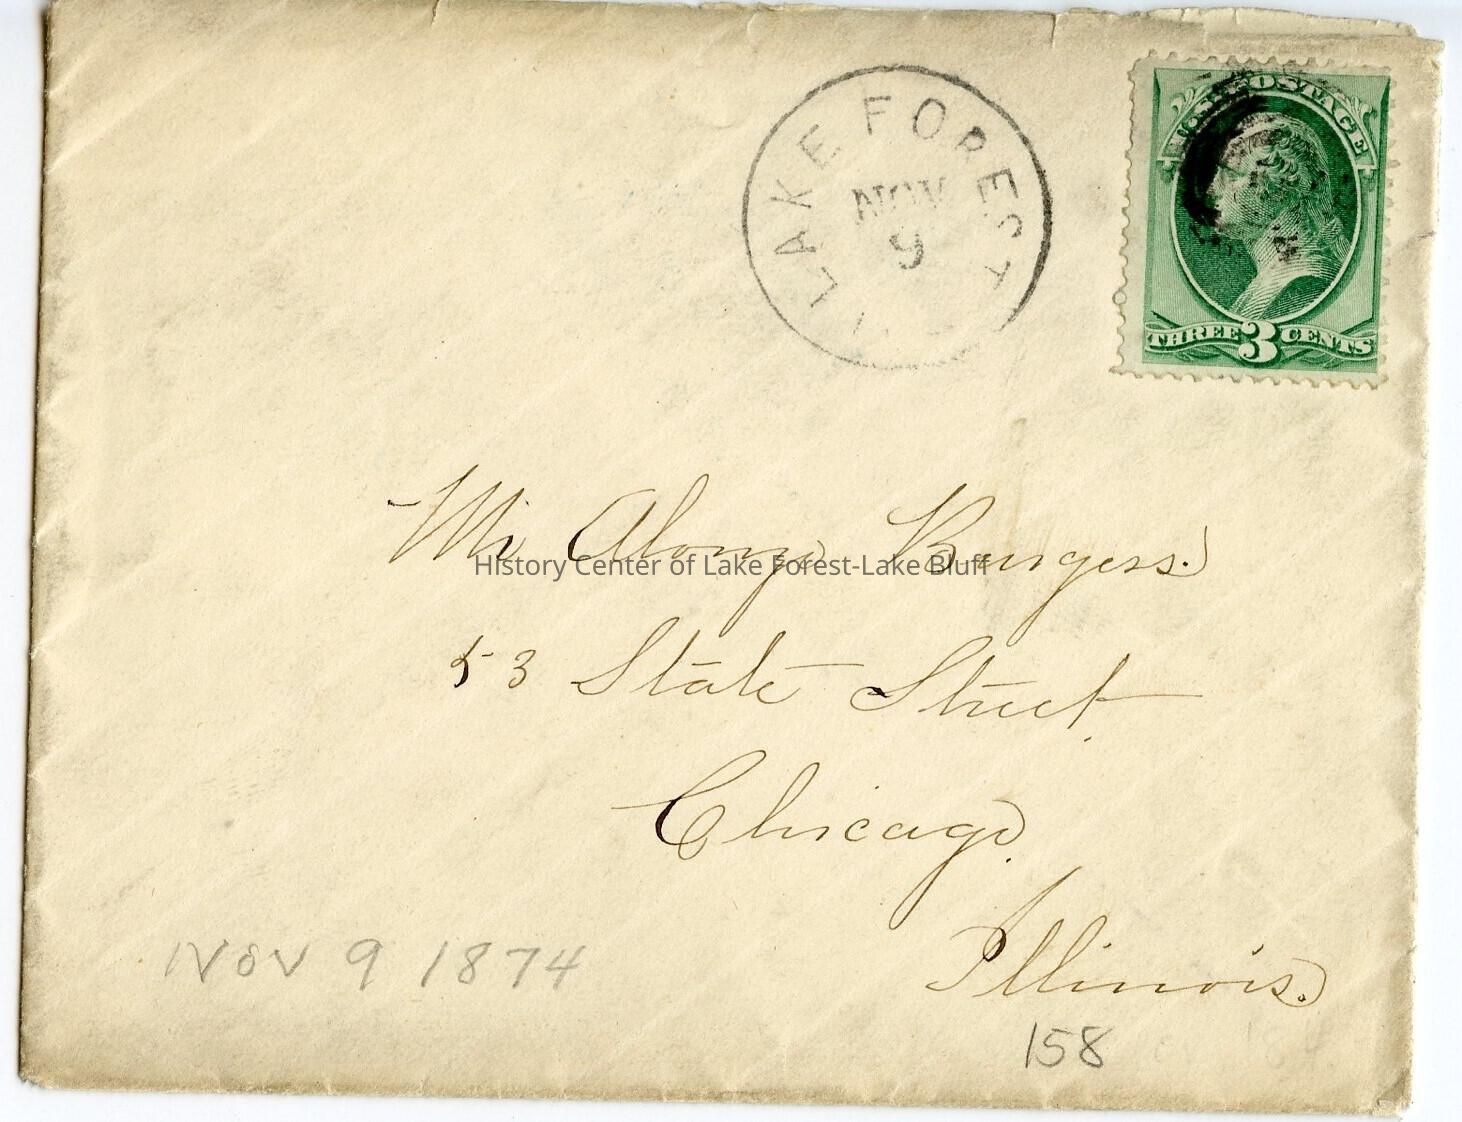 LAKE FOREST
NOV
9
U.S. POSTAGE
THREE 3 CENTS
Mr Alonzo Burgess.
History Center of Lake Forest-Lake Bluff
53 State Street
Chicago
Illinois.
NOV 9 1874
158